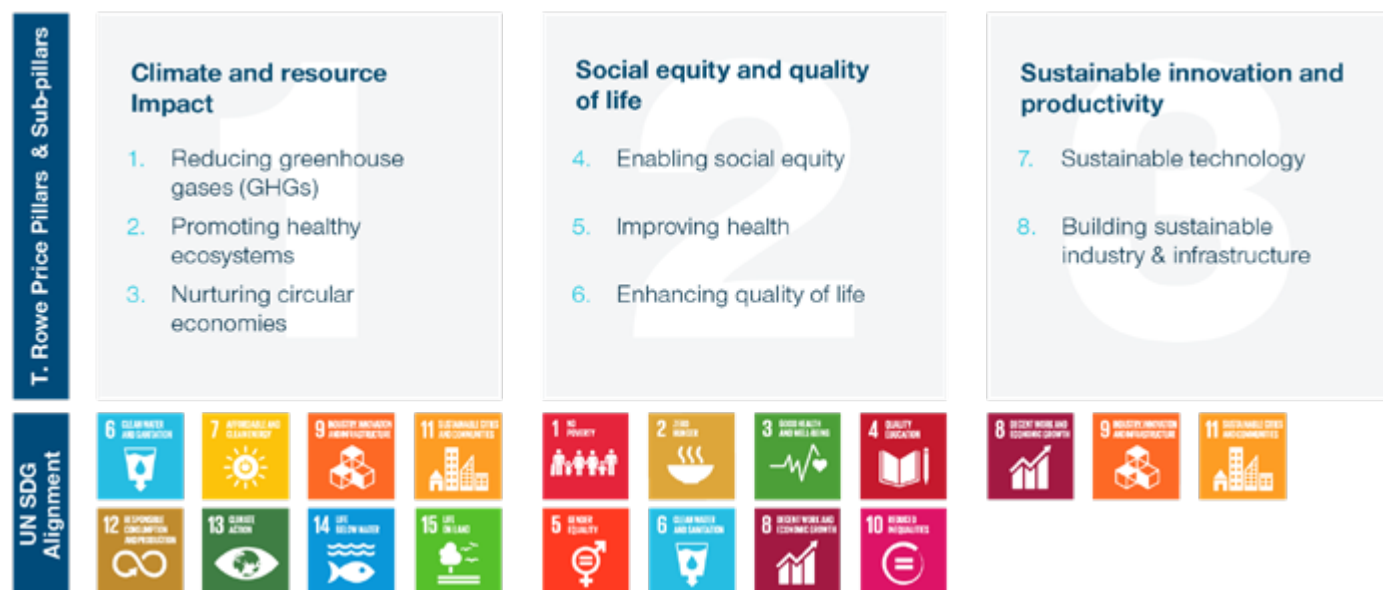 T. Rowe Price Pillars & Sub-pillars
1
Climate and resource
Impact
1. Reducing greenhouse
gases (GHGs)
2. Promoting healthy
ecosystems
3. Nurturing circular
economies
2
Social equity and quality
of life
4. Enabling social equity
5. Improving health
6. Enhancing quality of life
3
Sustainable innovation and
productivity
7. Sustainable technology
8. Building sustainable
industry & infrastructure
UN SDG
Alignment
6 CLEAN WATER
AND SANITATION
7 AFFORDABLE AND
CLEAN ENERGY
9 INDUSTRY, INNOVATION
AND INFRASTRUCTURE
11 SUSTAINABLE CITIES
AND COMMUNITIES
12 RESPONSIBLE
CONSUMPTION
AND PRODUCTION
13 CLIMATE
ACTION
14 LIFE
BELOW WATER
15 LIFE
ON LAND
1 NO
POVERTY
2 ZERO
HUNGER
3 GOOD HEALTH
AND WELL-BEING
4 QUALITY
EDUCATION
5 GENDER
EQUALITY
6 CLEAN WATER
AND SANITATION
8 DECENT WORK AND
ECONOMIC GROWTH
10 REDUCED
INEQUALITIES
8 DECENT WORK AND
ECONOMIC GROWTH
9 INDUSTRY, INNOVATION
AND INFRASTRUCTURE
11 SUSTAINABLE CITIES
AND COMMUNITIES